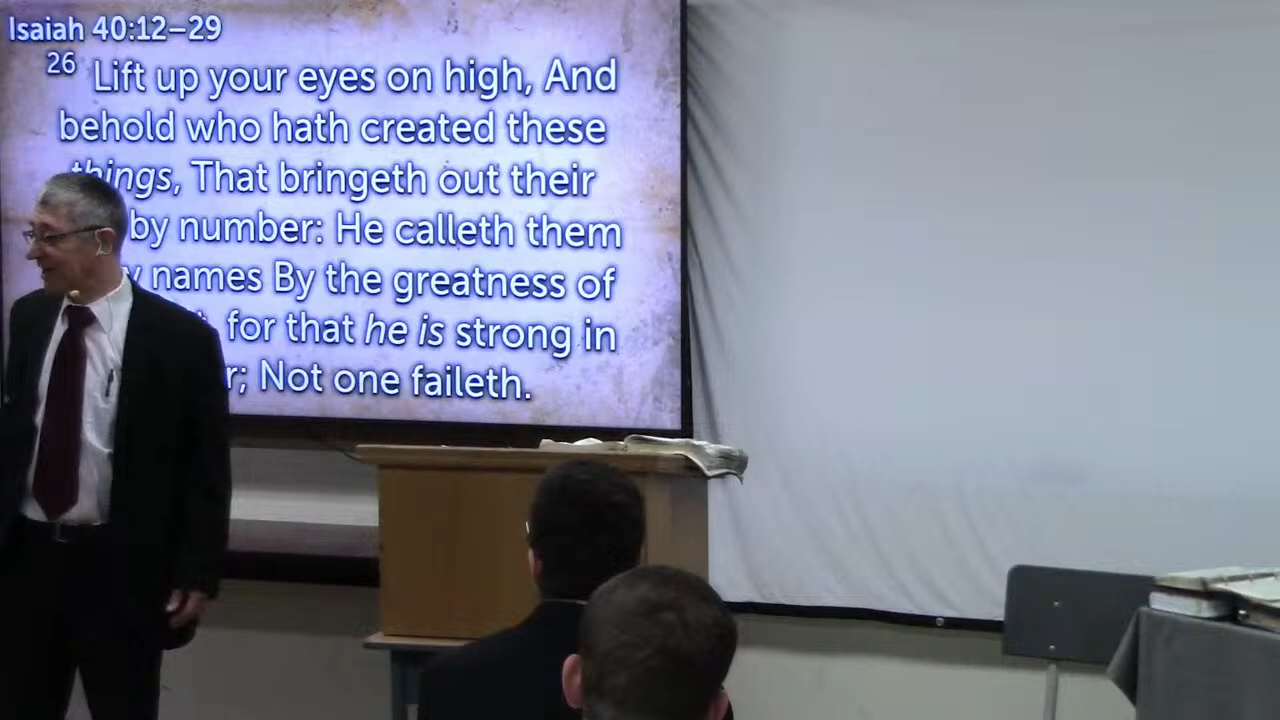 Isaiah 40:12–29
26 Lift up your eyes on high, And
behold who hath created these
things, That bringeth out their
by number: He calleth them
names By the greatness of
for that he is strong in
Not one faileth.